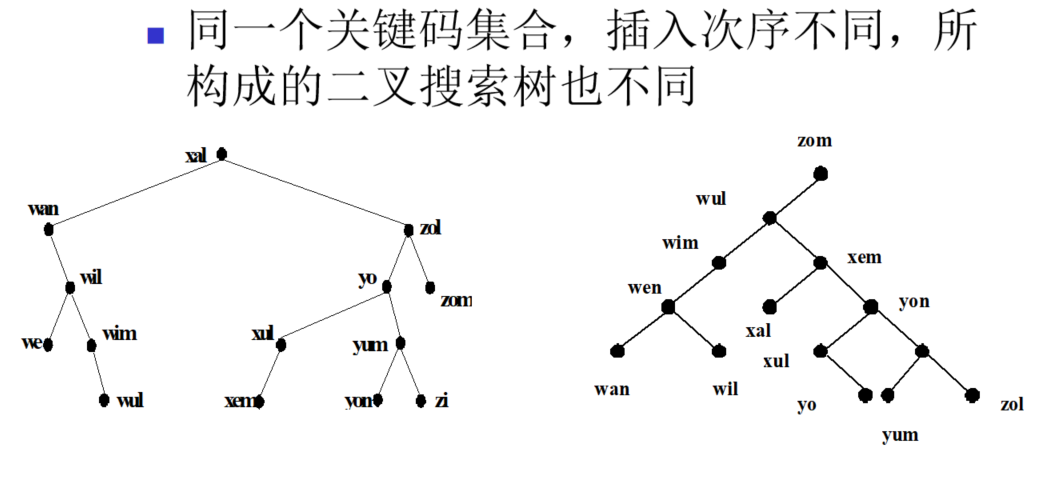 同一个关键码集合，插入次序不同，所
构成的二叉搜索树也不同
zom
xal
wul
wan
zol
wim
xem
wil
yo
wen
yon
zom
we
wim
xul
yum
xal
xul
wan
wil
wul
xem
yon
zi
yo
zol
yum